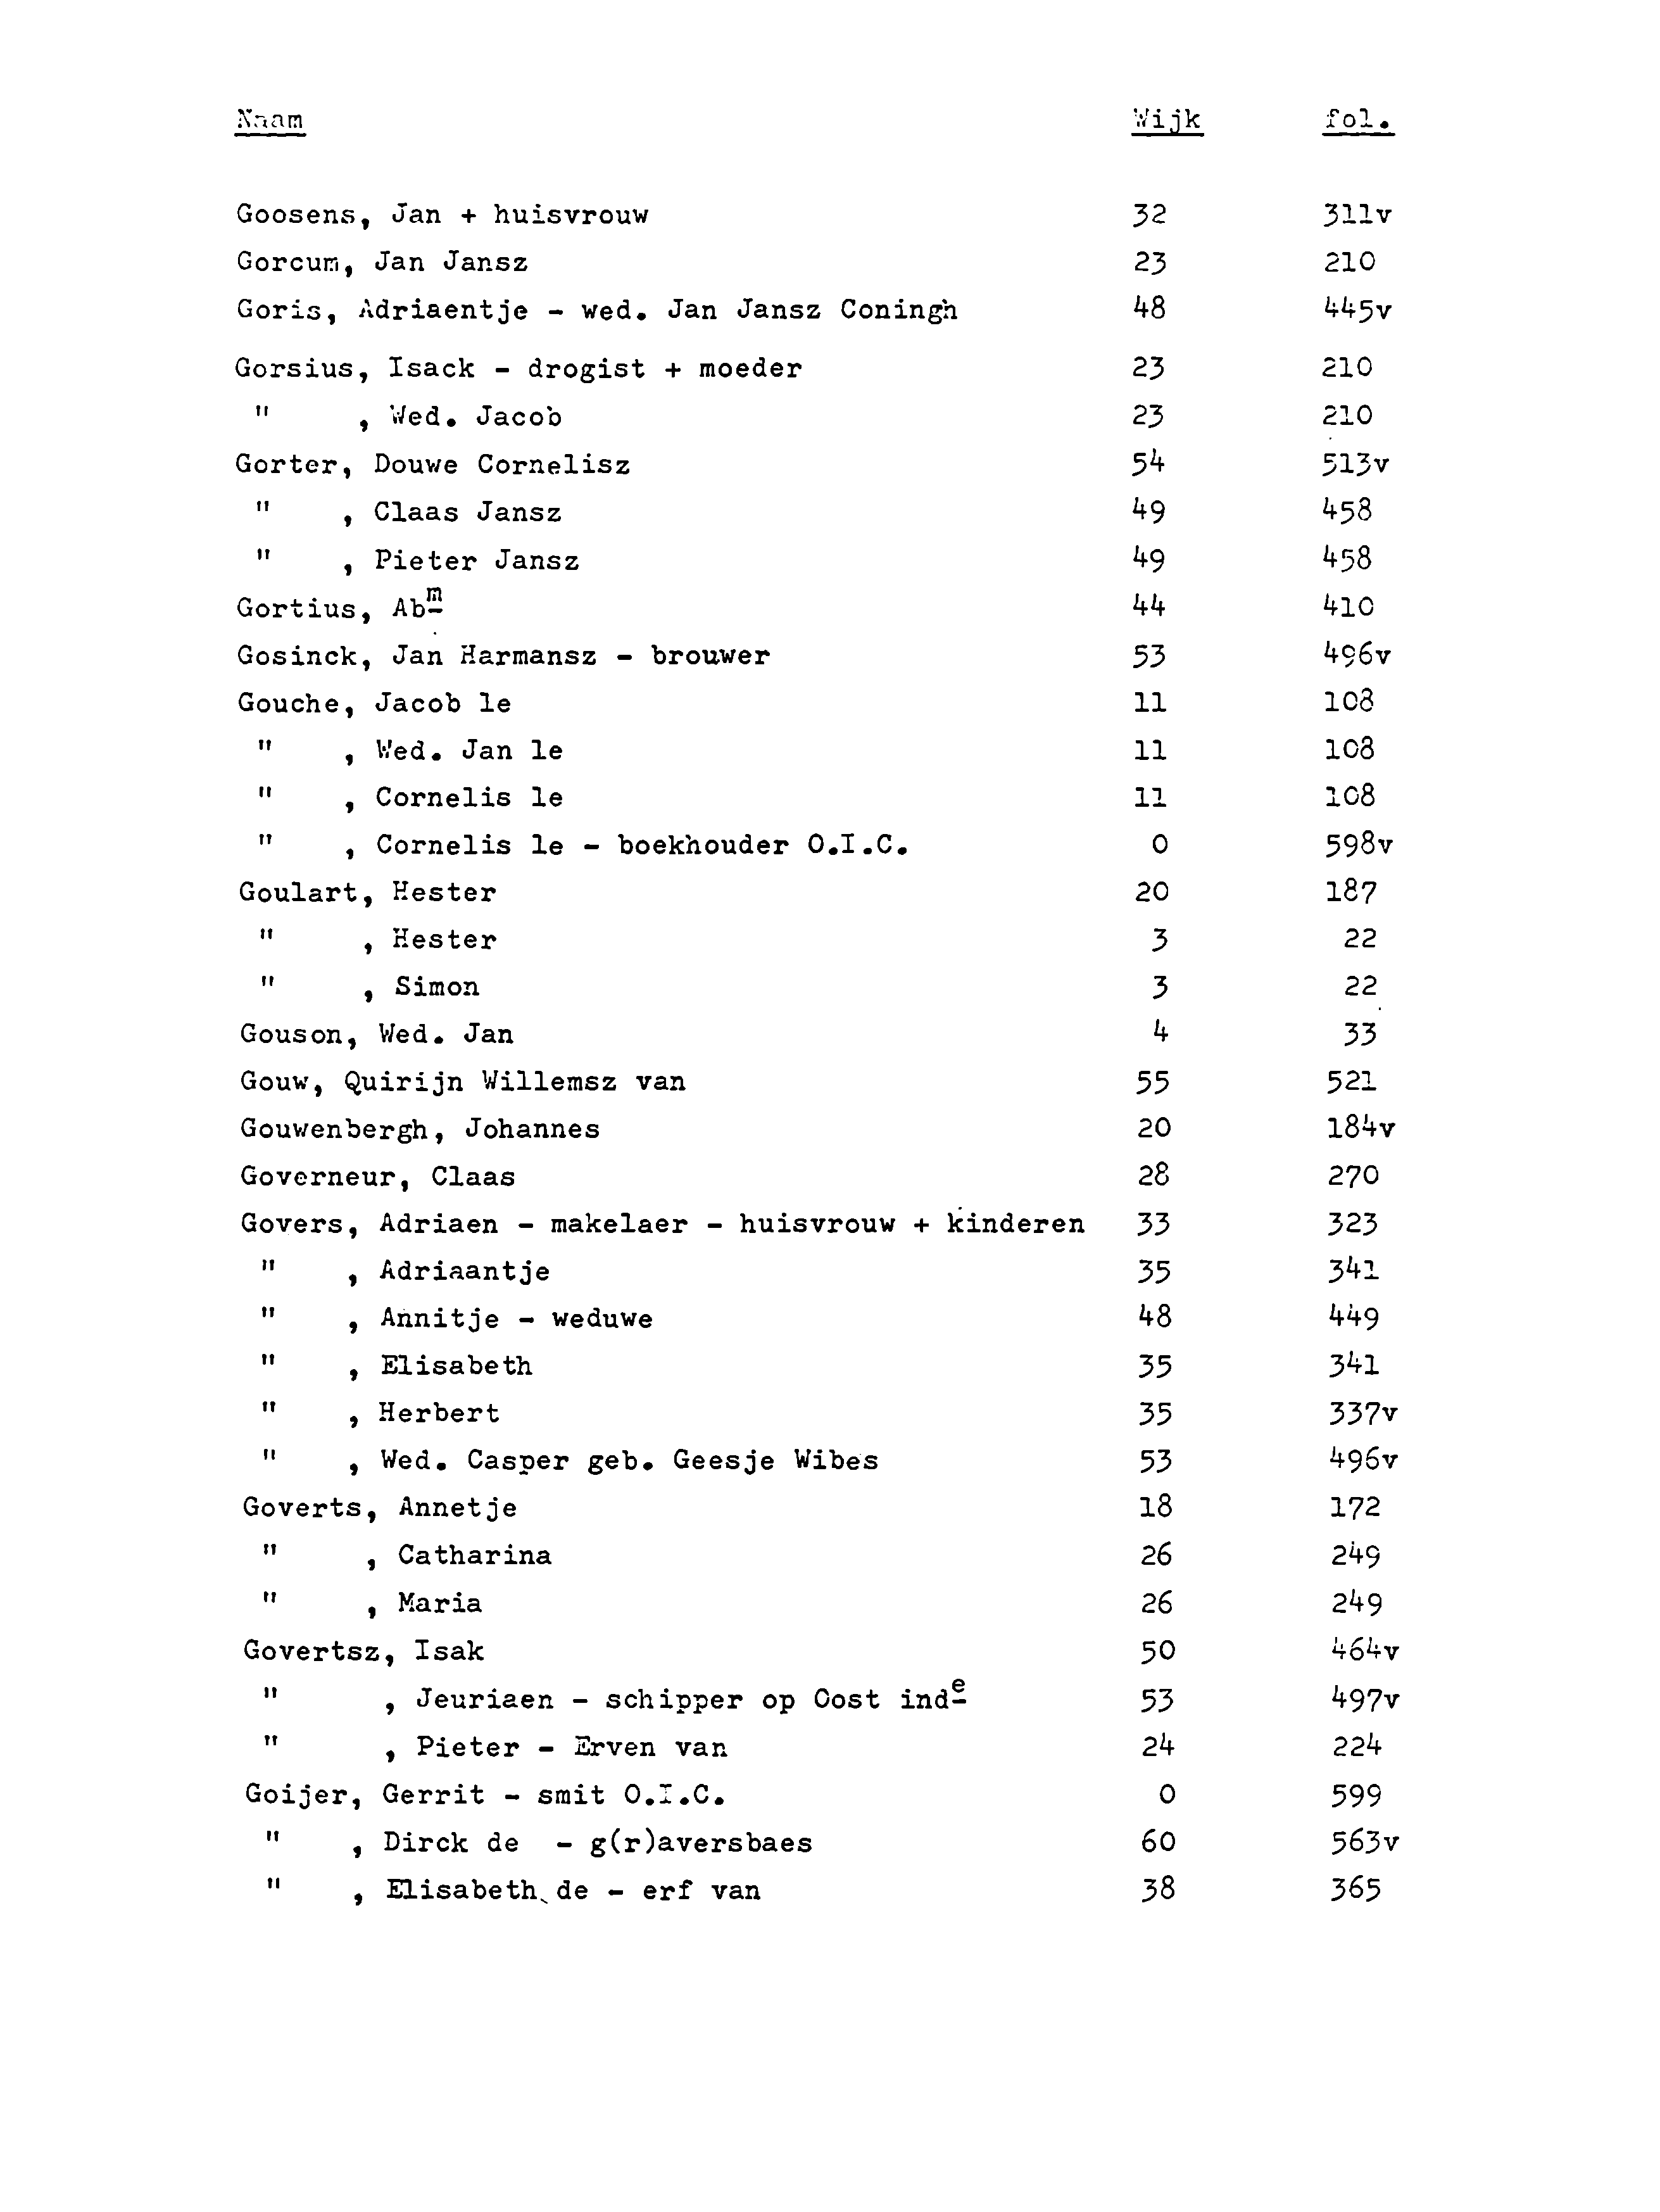 Naam Wijk fol.
Goosens, Jan + huisvrouw 32 311v
Gorcum, Jan Jansz 23 210
Goris, Adriaentje - wed. Jan Jansz Coningh 48 445v
Gorsius, Isack - drogist + moeder 23 210
" , Wed. Jacob 23 210
Gorter, Douwe Cornelisz 54 513v
" , Claas Jansz 49 458
" , Pieter Jansz 49 458
Gortius, Abm 44 410
Gosinck, Jan Harmansz - brouwer 53 496v
Gouche, Jacob le 11 108
" , Wed. Jan le 11 108
" , Cornelis le 11 108
" , Cornelis le - boekhouder O.I.C. 0 598v
Goulart, Hester 20 187
" , Hester 3 22
" , Simon 3 22
Gouson, Wed. Jan 4 33
Gouw, Quirijn Willemsz van 55 521
Gouwenbergh, Johannes 20 184v
Governeur, Claas 28 270
Govers, Adriaen - makelaer - huisvrouw + kinderen 33 323
" , Adriaantje 35 341
" , Annitje - weduwe 48 449
" , Elisabeth 35 341
" , Herbert 35 337v
" , Wed. Casper geb. Geesje Wibes 53 496v
Goverts, Annetje 18 172
" , Catharina 26 249
" , Maria 26 249
Govertsz, Isak 50 464v
" , Jeuriaen - schipper op Oost inde 53 497v
" , Pieter - Erven van 24 224
Goijer, Gerrit - smit O.I.C. 0 599
" , Dirck de - g(r)aversbaes 60 563v
" , Elisabeth de - erf van 38 365